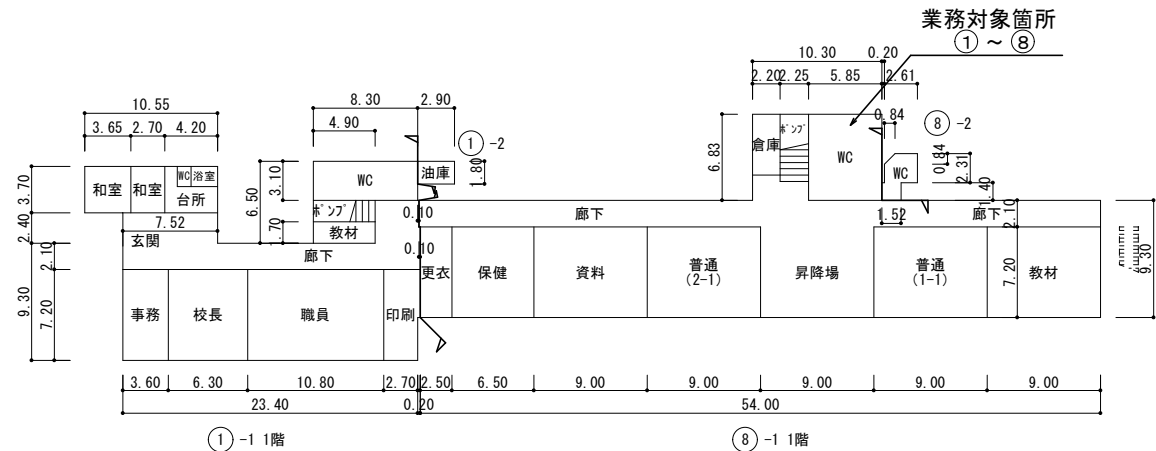 業務対象箇所
① ～ ⑧
10.30 0.20
2.20 2.25 5.85 2.61
8.30 2.90
4.90
10.55
3.65 2.70 4.20
0.84
⑧ -2
① -2
倉庫
ﾎﾟﾝﾌﾟ
WC
6.83
WC
0.84
2.31
1.40
油庫
1.80
WC
3.10
6.50
1.70
ﾎﾟﾝﾌﾟ
教材
和室 和室
WC 浴室
台所
3.70
2.40
7.52
玄関
廊下
0.10
0.10
廊下
1.52
廊下
2.10
7.20
9.30
2.10
9.30
7.20
更衣 保健 資料
普通
(2-1)
昇降場
普通
(1-1)
教材
事務 校長 職員 印刷
3.60 6.30 10.80 2.70 2.50 6.50 9.00 9.00 9.00 9.00 9.00
23.40 0.20 54.00
① -1 1階
⑧ -1 1階